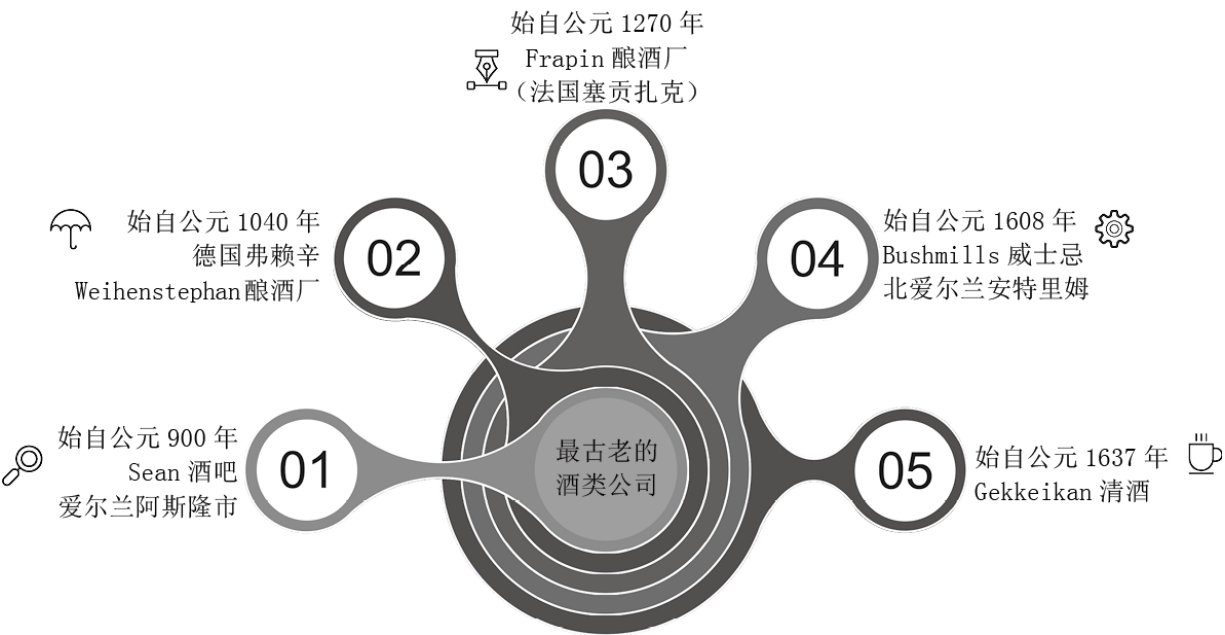 始自公元 1270 年
Frapin 酿酒厂
（法国塞贡扎克）
03
始自公元 1040 年
德国弗赖辛
Weihenstephan 酿酒厂
02
04
始自公元 1608 年
Bushmills 威士忌
北爱尔兰安特里姆
始自公元 900 年
Sean 酒吧
爱尔兰阿斯隆市
01
最古老的
酒类公司
05
始自公元 1637 年
Gekkeikan 清酒